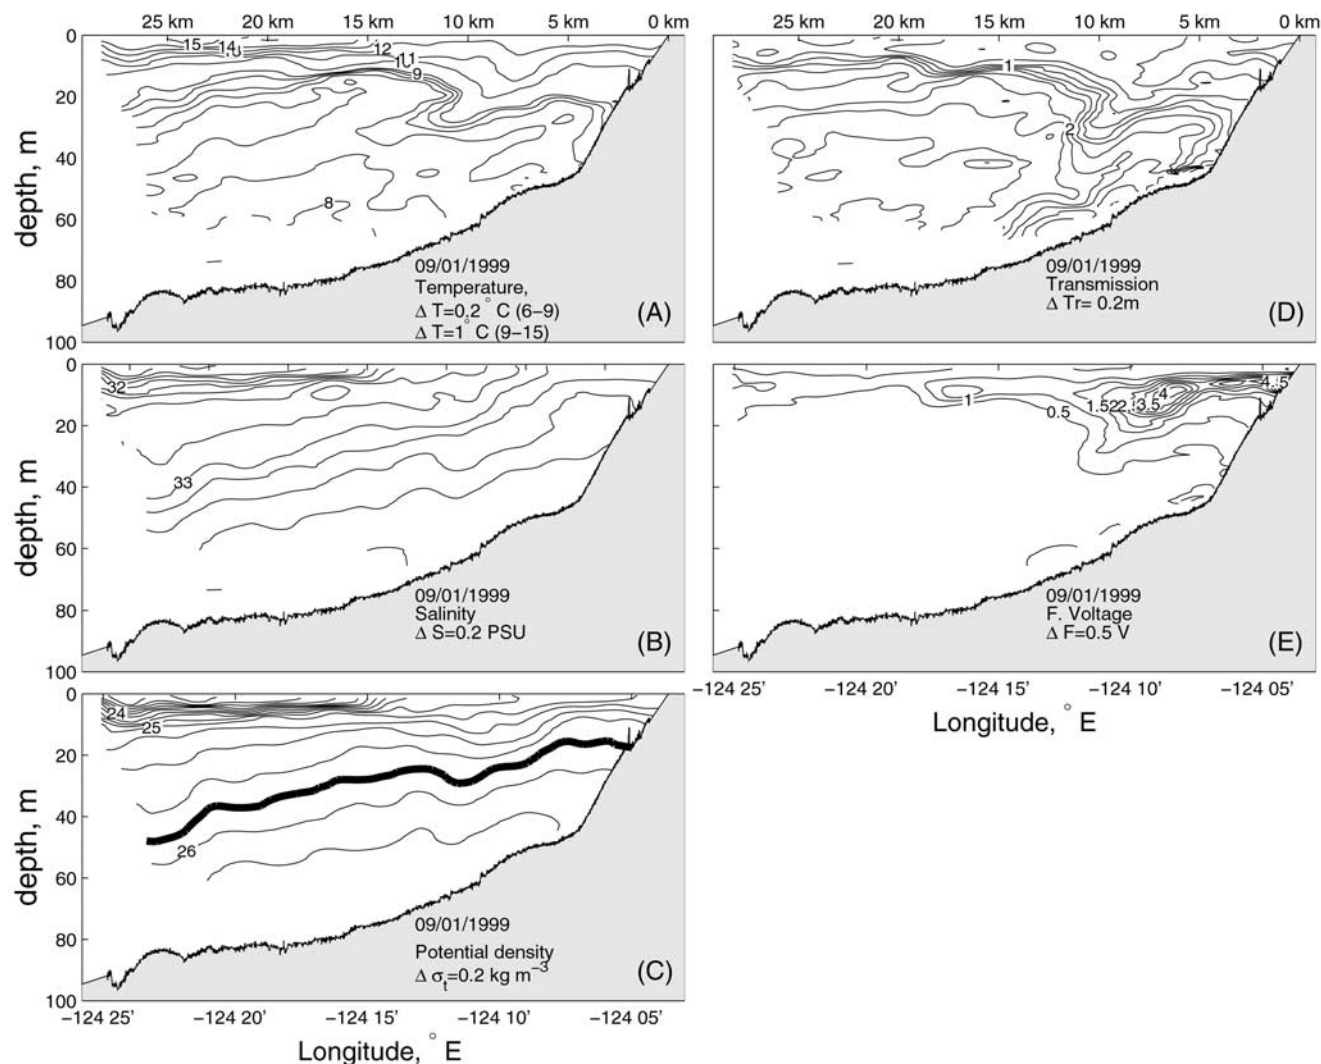 25 km 20 km 15 km 10 km 5 km 0 km
0
20
40
60
80
100
depth, m
15 14 13 12 11 10 9
8
09/01/1999
Temperature,
Δ T=0.2 ° C (6−9)
Δ T=1° C (9−15)
(A)
0
20
40
60
80
100
depth, m
32
33
09/01/1999
Salinity
Δ S=0.2 PSU
(B)
0
20
40
60
80
100
depth, m
24
25
26
09/01/1999
Potential density
Δ σt=0.2 kg m−3
(C)
−124 25' −124 20' −124 15' −124 10' −124 05'
Longitude, ° E
25 km 20 km 15 km 10 km 5 km 0 km
1
2
09/01/1999
Transmission
Δ Tr= 0.2m
(D)
4.5
4
1 0.5 1.5 2 2. 3.5
09/01/1999
F. Voltage
Δ F=0.5 V
(E)
−124 25' −124 20' −124 15' −124 10' −124 05'
Longitude, ° E